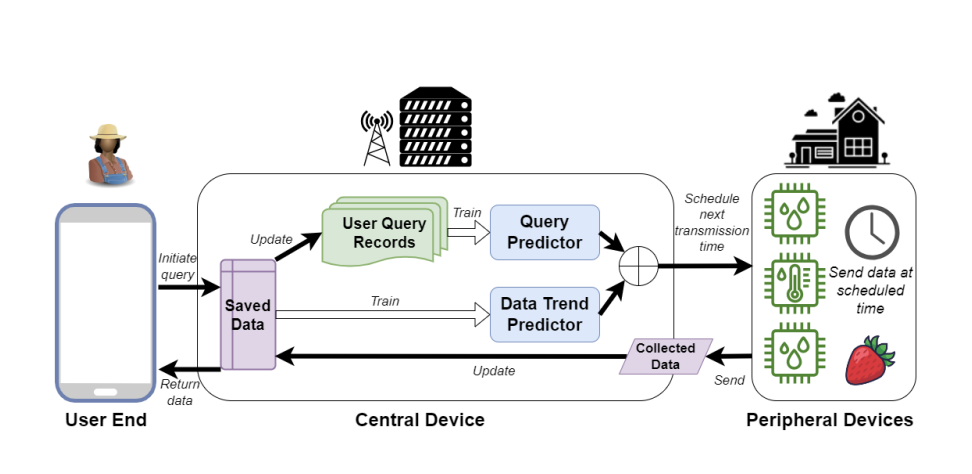 Initiate
query
Return
data
User End
Saved
Data
Update
User Query
Records
Train
Query
Predictor
Train
Data Trend
Predictor
Update
Collected
Data
Central Device
Schedule
next
transmission
time
Send
Send data at
scheduled
time
Peripheral Devices